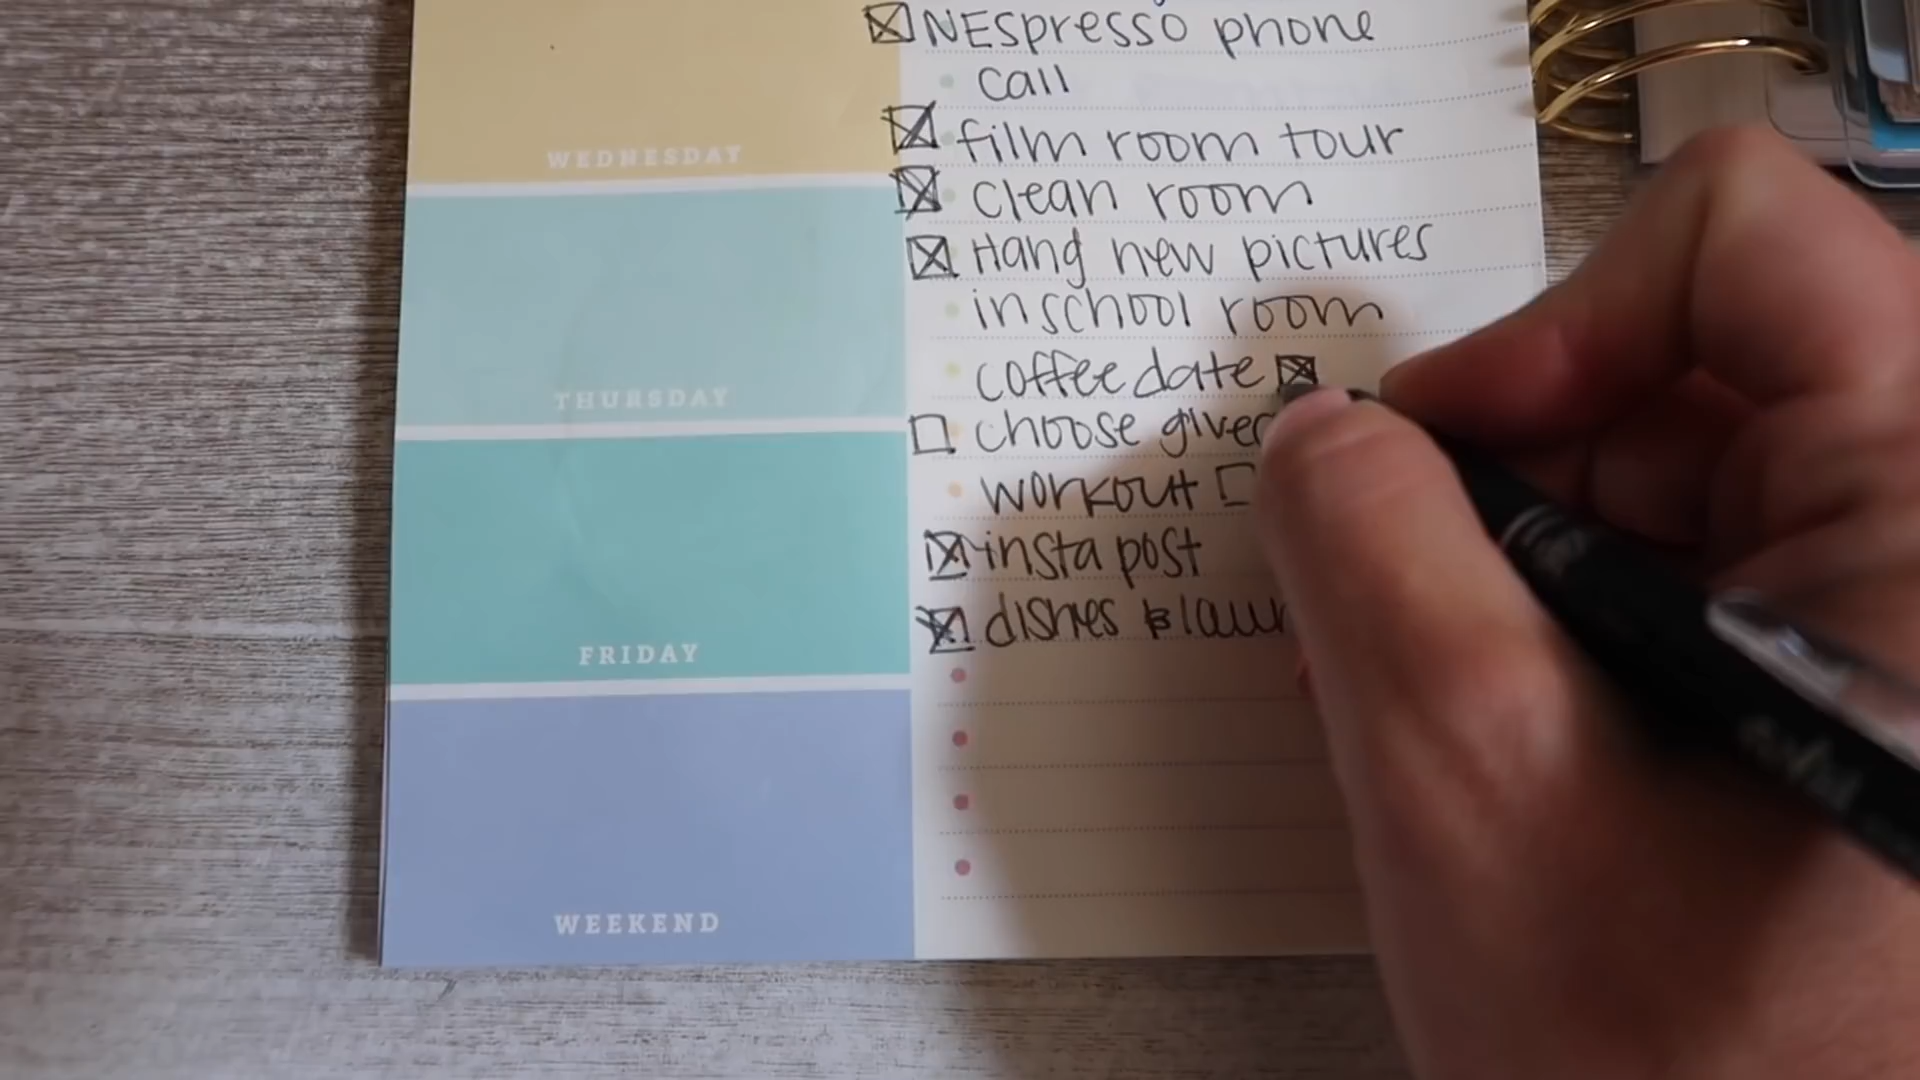 NESpresso phone
call
film room tour
clean room
Hang new pictures
in school room
coffee date
choose
workout
insta post
dishes &
WEDNESDAY
THURSDAY
FRIDAY
WEEKEND